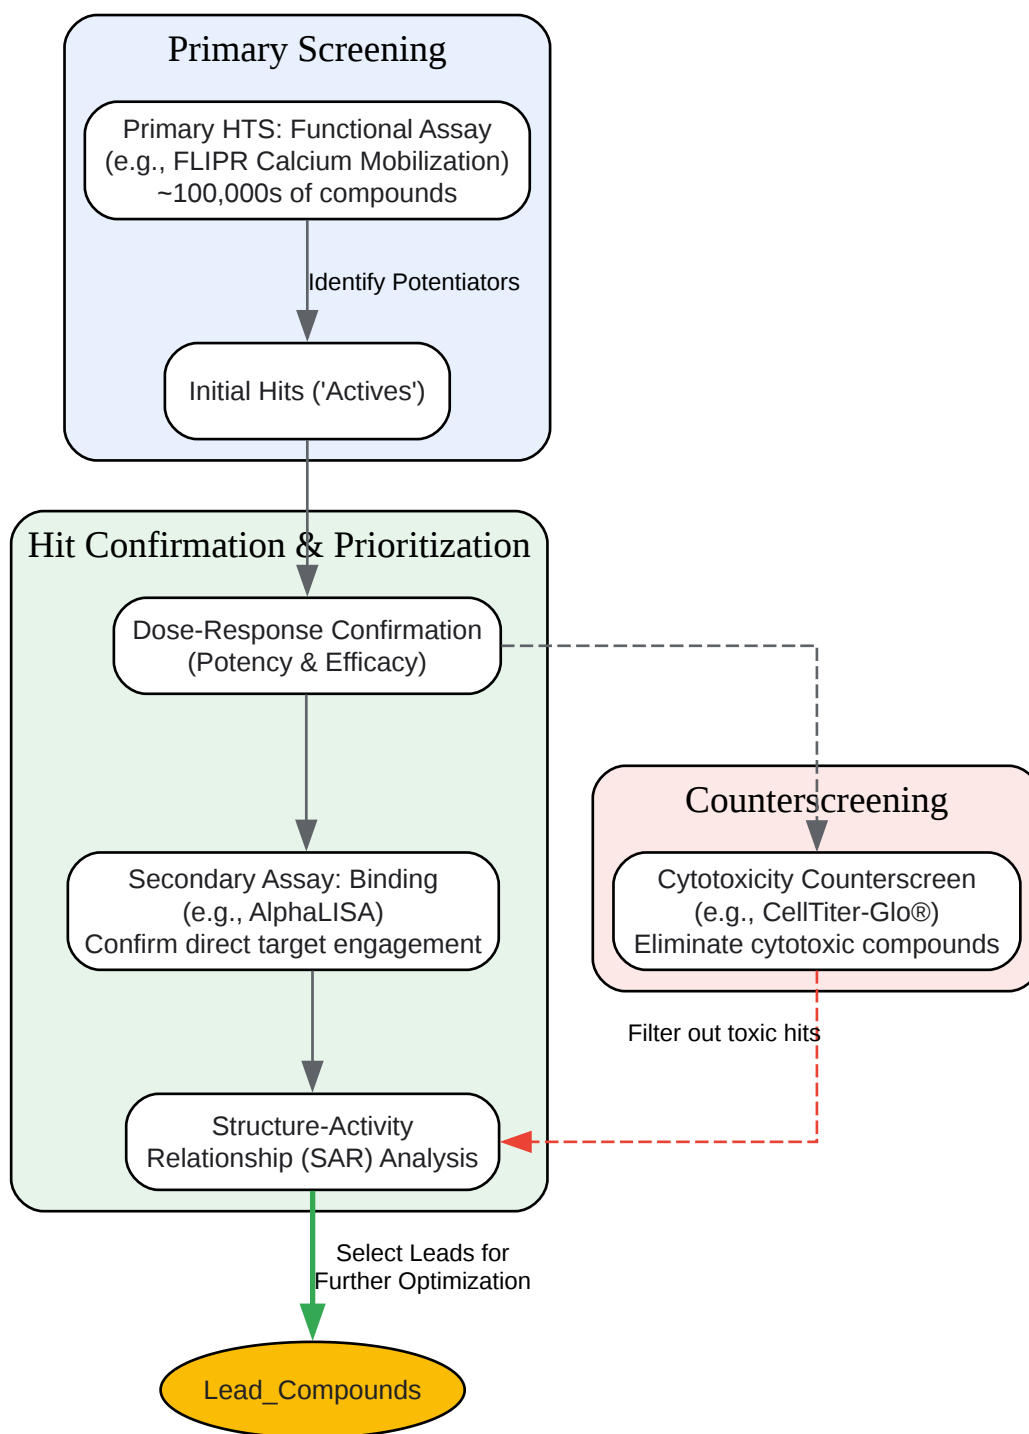 Primary Screening
Primary HTS: Functional Assay
(e.g., FLIPR Calcium Mobilization)
~100,000s of compounds
Identify Potentiators
Initial Hits ('Actives')
Hit Confirmation & Prioritization
Dose-Response Confirmation
(Potency & Efficacy)
Counterscreening
Secondary Assay: Binding
(e.g., AlphaLISA)
Confirm direct target engagement
Cytotoxicity Counterscreen
(e.g., CellTiter-Glo®)
Eliminate cytotoxic compounds
Filter out toxic hits
Structure-Activity
Relationship (SAR) Analysis
Select Leads for
Further Optimization
Lead_Compounds